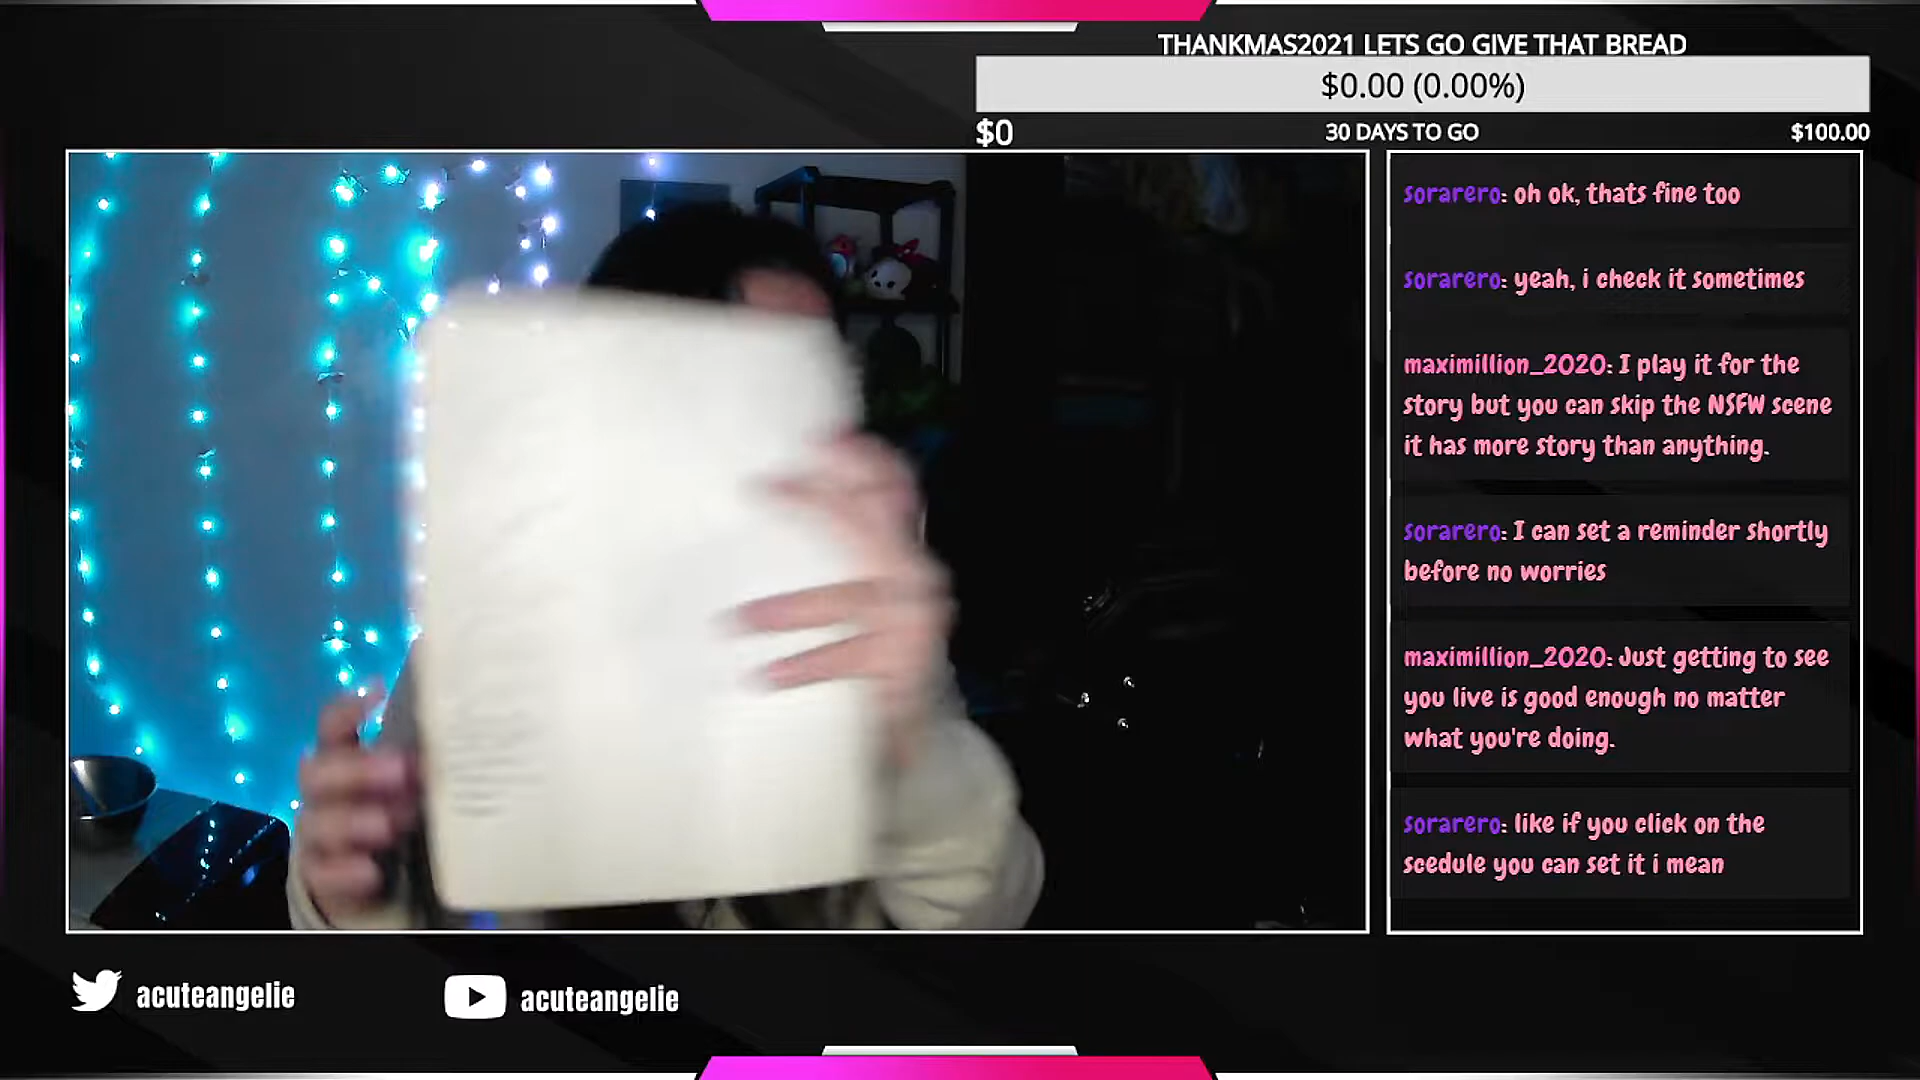 THANKMAS2021 LETS GO GIVE THAT BREAD
$0.00 (0.00%)
$0 30 DAYS TO GO $100.00
sorarero: oh ok, thats fine too
sorarero: yeah, i check it sometimes
maximillion_2020: I play it for the
story but you can skip the NSFW scene
it has more story than anything.
sorarero: I can set a reminder shortly
before no worries
maximillion_2020: Just getting to see
you live is good enough no matter
what you're doing.
sorarero: like if you click on the
scedule you can set it i mean
acuteangelie acuteangelie